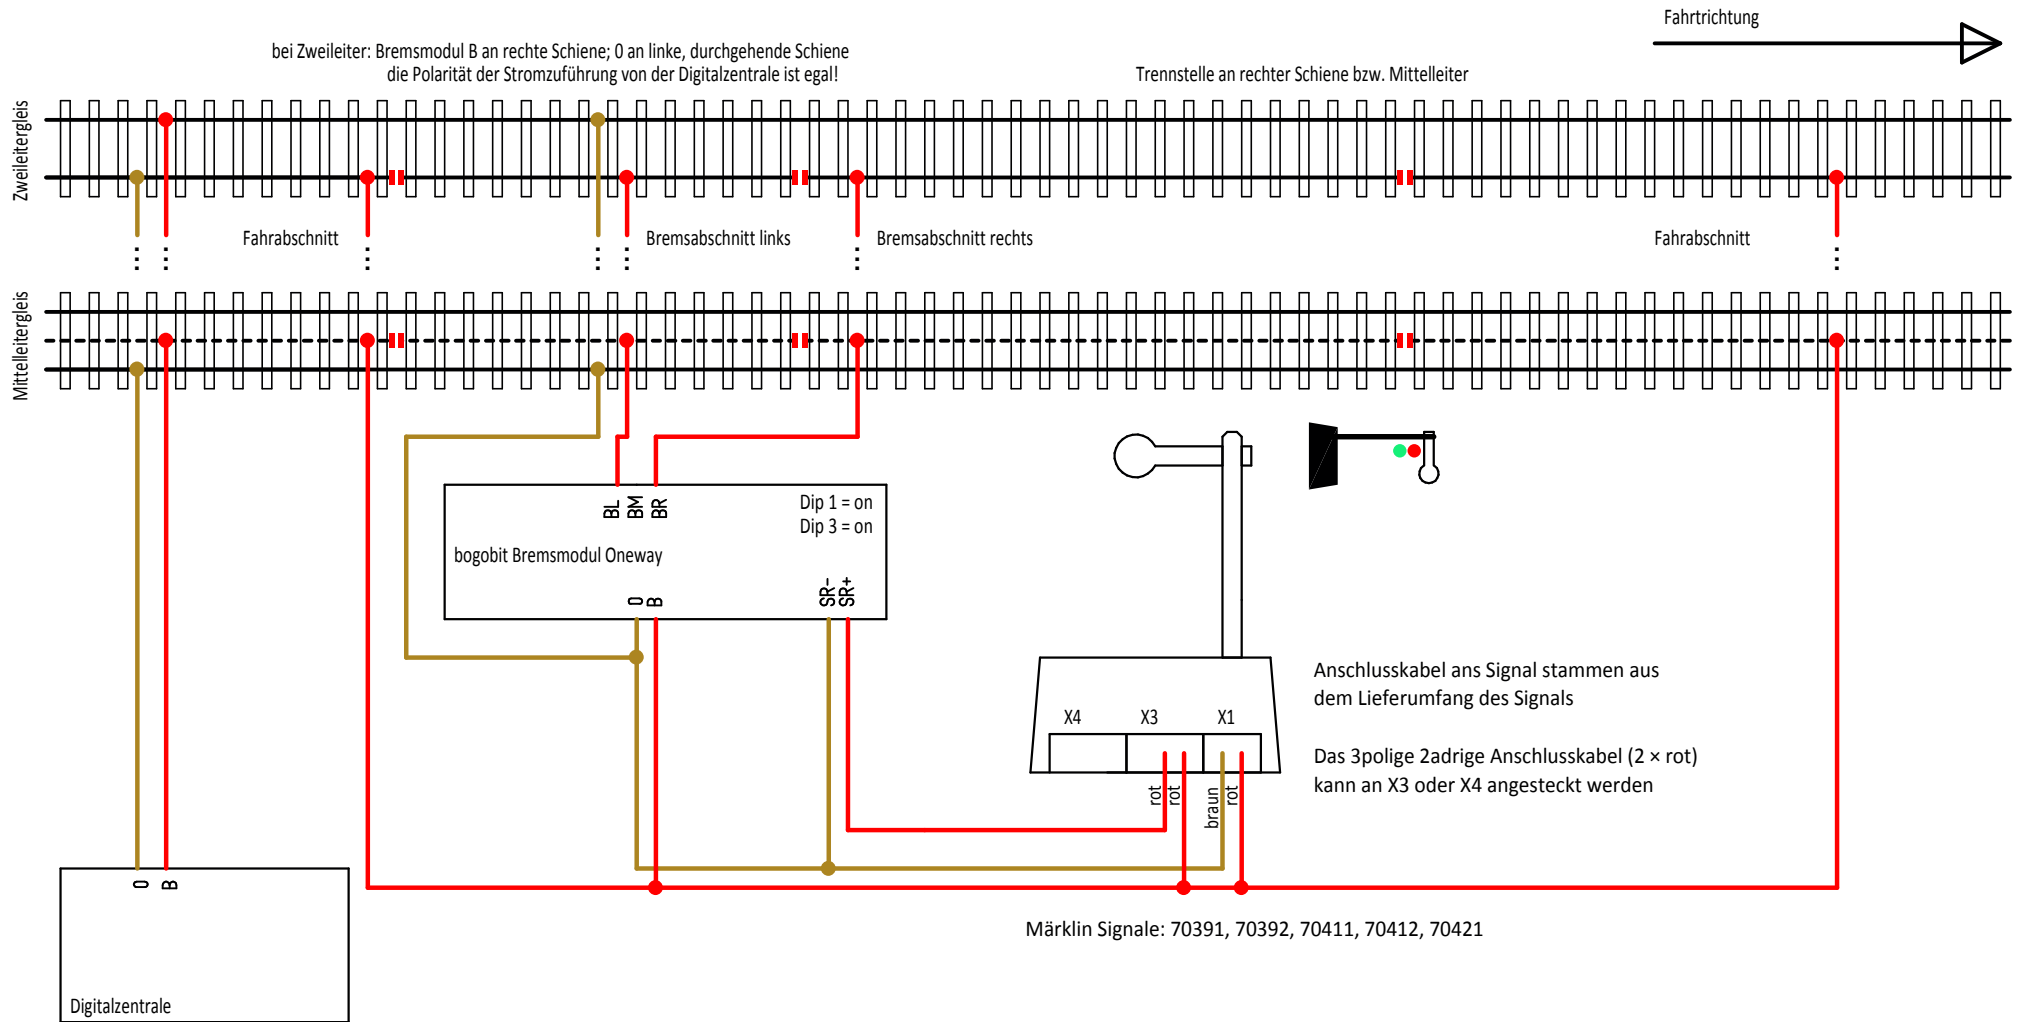 Fahrtrichtung
bei Zweileiter: Bremsmodul B an rechte Schiene; 0 an linke, durchgehende Schiene
die Polarität der Stromzuführung von der Digitalzentrale ist egal!
Trennstelle an rechter Schiene bzw. Mittelleiter
Zweileitergleis
Fahrabschnitt
Bremsabschnitt links
Bremsabschnitt rechts
Fahrabschnitt
Mittelleitergleis
BL
BM
BR
Dip 1 = on
Dip 3 = on
bogobit Bremsmodul Oneway
0
B
SR-
SR+
Anschlusskabel ans Signal stammen aus
dem Lieferumfang des Signals
X4
X3
X1
Das 3polige 2adrige Anschlusskabel (2 × rot)
kann an X3 oder X4 angesteckt werden
rot
rot
braun
rot
0
B
Märklin Signale: 70391, 70392, 70411, 70412, 70421
Digitalzentrale